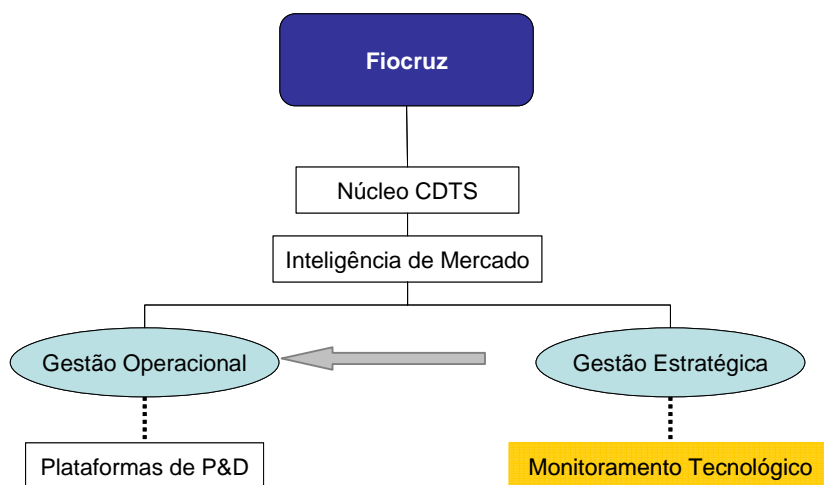 Fiocruz
Núcleo CDTS
Inteligência de Mercado
Gestão Operacional
Gestão Estratégica
Plataformas de P&D
Monitoramento Tecnológico